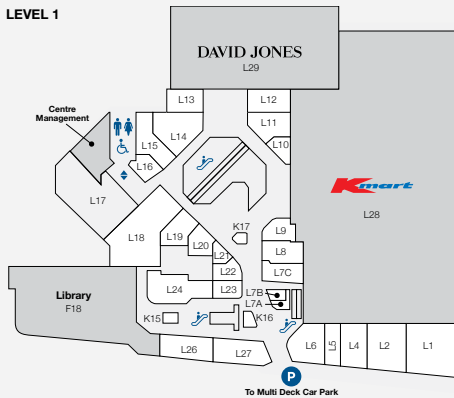 LEVEL 1
DAVID JONES
L29
L13
L12
Centre
Management
L14
L11
L15
L10
L16
Kmart
L17
L28
L18
L19
K17
L9
L20
L8
L21
L22
L7C
Library
F18
L24
L23
L7B
L7A
K15
K16
L26
L27
L6
L5
L4
L2
L1
P
To Multi Deck Car Park